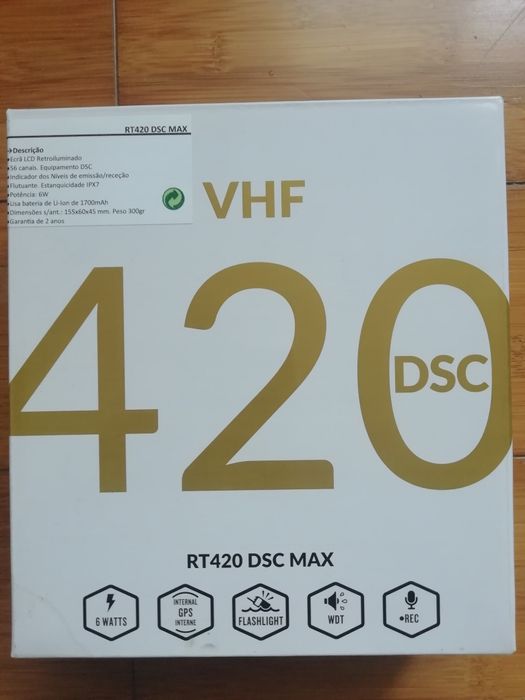 RT420 DSC MAX
Descrição
Ecrã LCD Retroiluminado
56 canais. Equipamento DSC
Indicador dos Níveis de emissão/receção
Flutuante. Estanquicidade IPX7
Potência: 6W
Usa bateria de Li-Ion de 1700mAh
Dimensões s/ant.: 155x60x45 mm. Peso 300gr
Garantia de 2 anos
VHF
420
DSC
RT420 DSC MAX
6 WATTS
INTERNAL
GPS
INTERNE
FLASHLIGHT
WDT
•REC